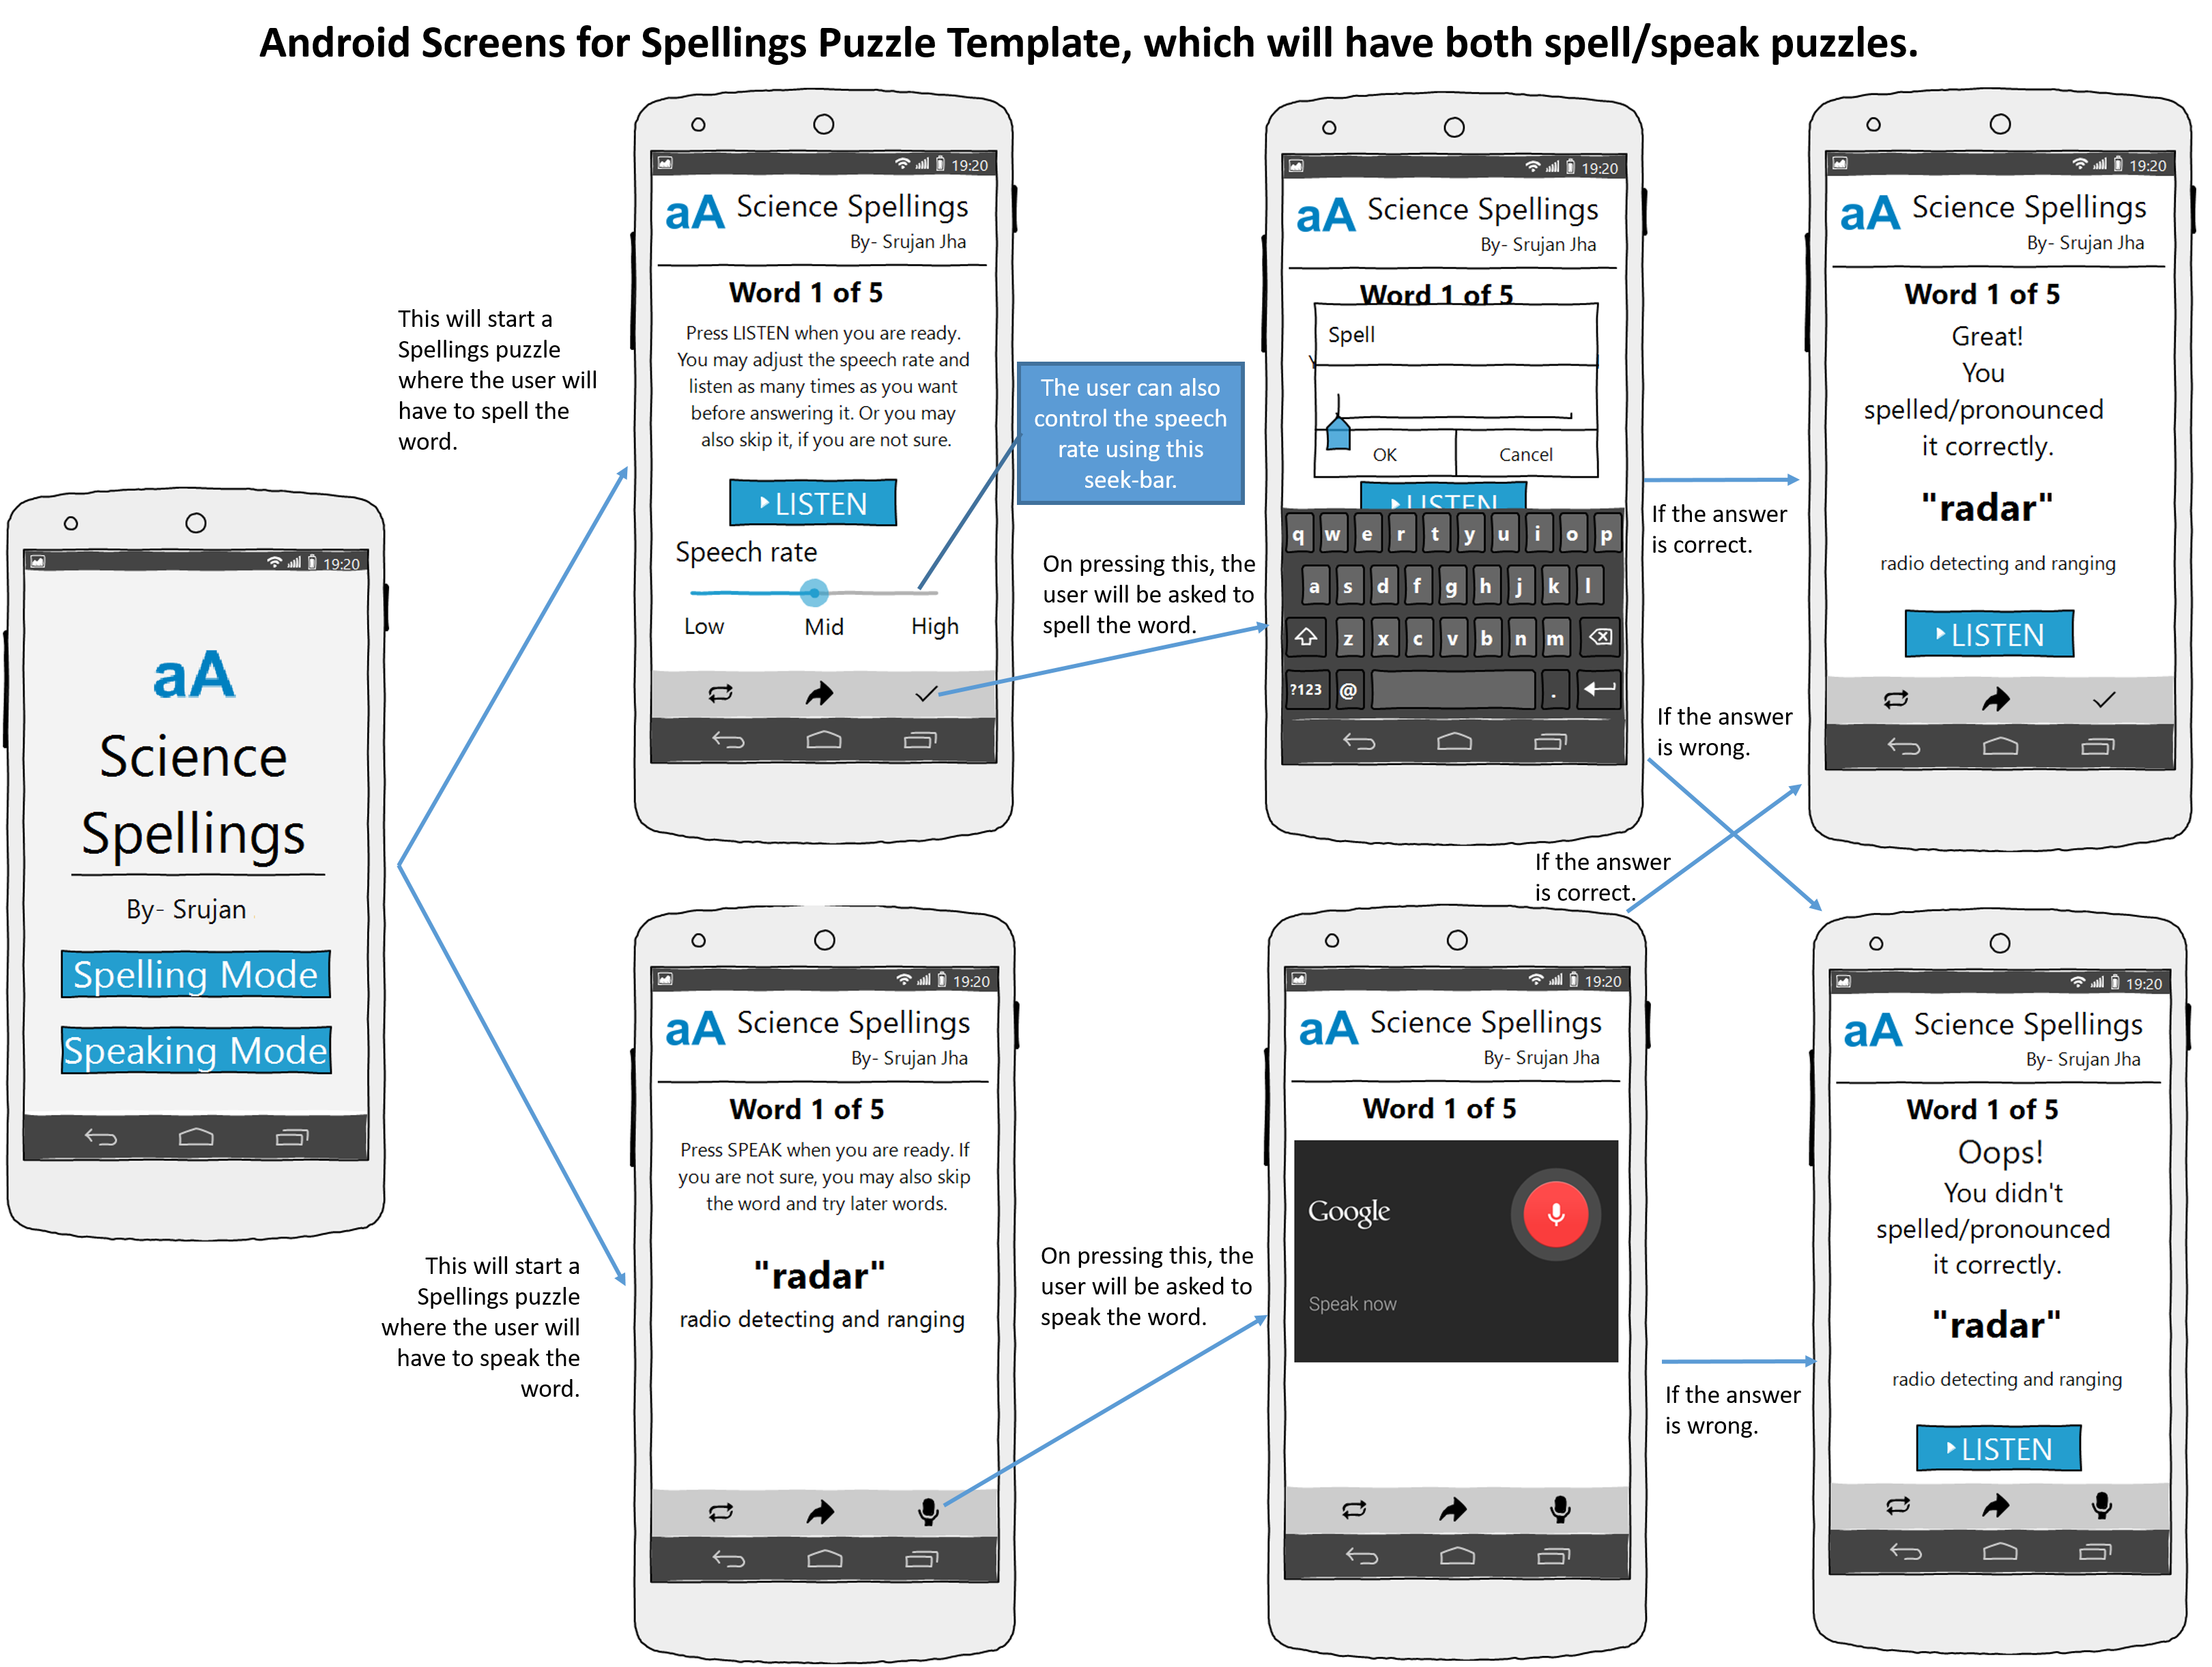 Android Screens for Spellings Puzzle Template, which will have both spell/speak puzzles.
19:20
aA
Science
Spellings
By- Srujan
Spelling Mode
Speaking Mode
This will start a
Spellings puzzle
where the user will
have to spell the
word.
This will start a
Spellings puzzle
where the user will
have to speak the
word.
19:20
aA Science Spellings
By- Srujan Jha
Word 1 of 5
Press LISTEN when you are ready.
You may adjust the speech rate and
listen as many times as you want
before answering it. Or you may
also skip it, if you are not sure.
LISTEN
Speech rate
Low Mid High
The user can also
control the speech
rate using this
seek-bar.
On pressing this, the
user will be asked to
spell the word.
19:20
aA Science Spellings
By- Srujan Jha
Word 1 of 5
Spell
Y
OK Cancel
LISTEN
q w e r t y u i o p
a s d f g h j k l
z x c v b n m
?123 @ .
If the answer
is correct.
If the answer
is wrong.
19:20
aA Science Spellings
By- Srujan Jha
Word 1 of 5
Great!
You
spelled/pronounced
it correctly.
"radar"
radio detecting and ranging
LISTEN
19:20
aA Science Spellings
By- Srujan Jha
Word 1 of 5
Press SPEAK when you are ready. If
you are not sure, you may also skip
the word and try later words.
"radar"
radio detecting and ranging
On pressing this, the
user will be asked to
speak the word.
If the answer
is correct.
19:20
aA Science Spellings
By- Srujan Jha
Word 1 of 5
Google
Speak now
If the answer
is wrong.
19:20
aA Science Spellings
By- Srujan Jha
Word 1 of 5
Oops!
You didn't
spelled/pronounced
it correctly.
"radar"
radio detecting and ranging
LISTEN